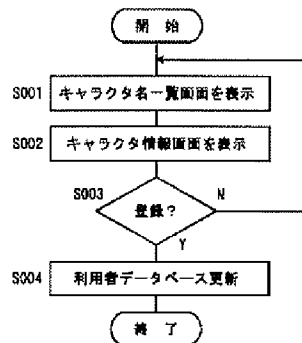 開始
S001 キャラクタ名一覧画面を表示
S002 キャラクタ情報画面を表示
S003
登録？ N
Y
S004 利用者データベース更新
終了